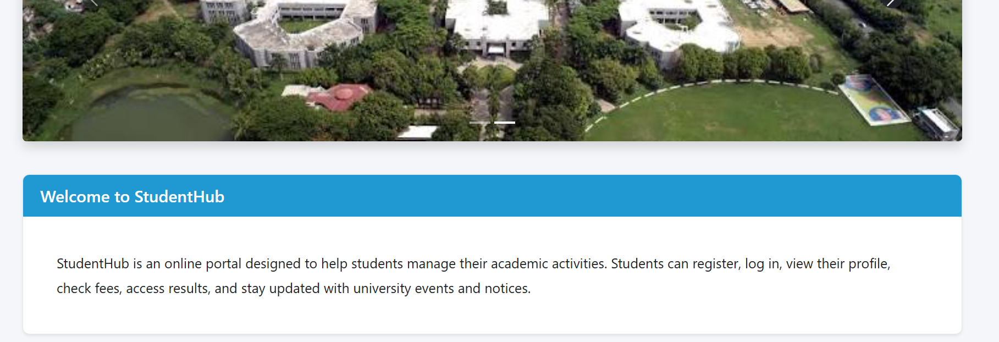 Welcome to StudentHub
StudentHub is an online portal designed to help students manage their academic activities. Students can register, log in, view their profile,
check fees, access results, and stay updated with university events and notices.